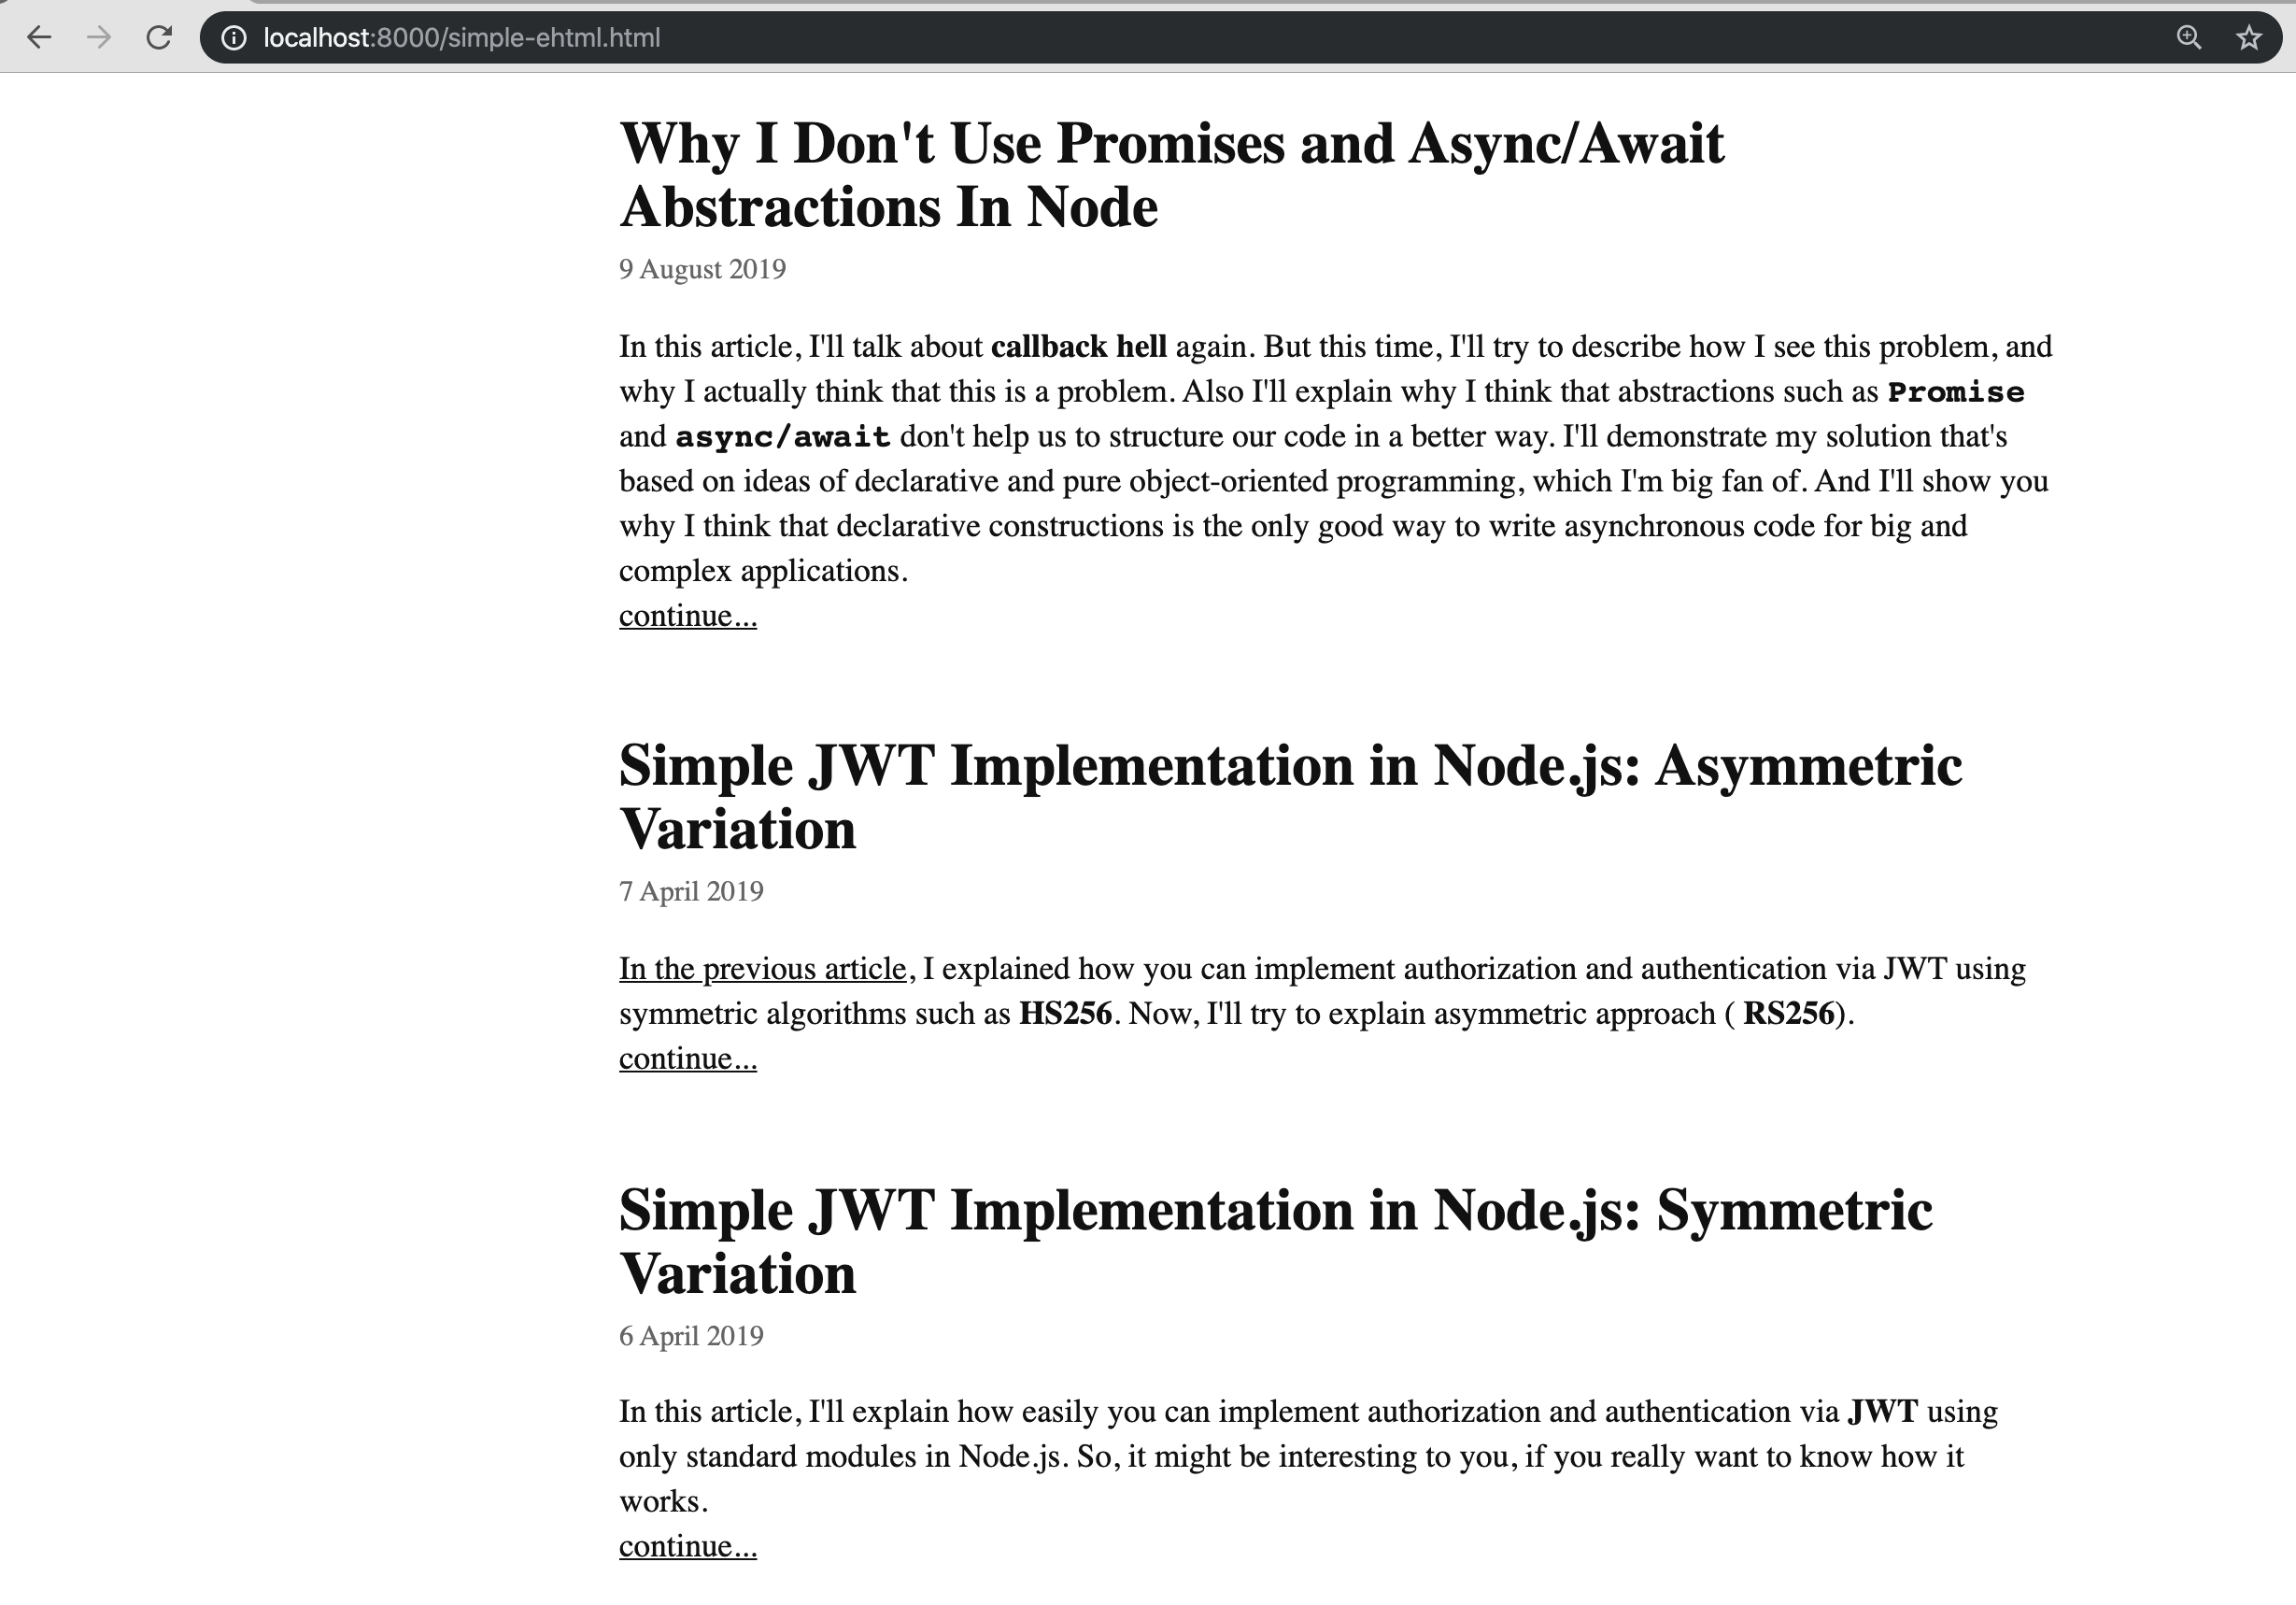 localhost:8000/simple-ehtml.html
Why I Don't Use Promises and Async/Await
Abstractions In Node
9 August 2019
In this article, I'll talk about callback hell again. But this time, I'll try to describe how I see this problem, and
why I actually think that this is a problem. Also I'll explain why I think that abstractions such as Promise
and async/await don't help us to structure our code in a better way. I'll demonstrate my solution that's
based on ideas of declarative and pure object-oriented programming, which I'm big fan of. And I'll show you
why I think that declarative constructions is the only good way to write asynchronous code for big and
complex applications.
continue...
Simple JWT Implementation in Node.js: Asymmetric
Variation
7 April 2019
In the previous article, I explained how you can implement authorization and authentication via JWT using
symmetric algorithms such as HS256. Now, I'll try to explain asymmetric approach ( RS256).
continue...
Simple JWT Implementation in Node.js: Symmetric
Variation
6 April 2019
In this article, I'll explain how easily you can implement authorization and authentication via JWT using
only standard modules in Node.js. So, it might be interesting to you, if you really want to know how it
works.
continue...